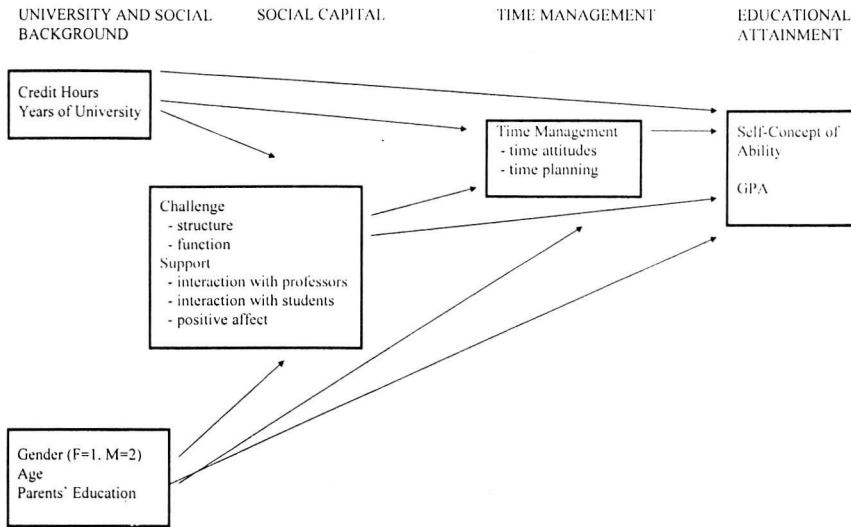 UNIVERSITY AND SOCIAL
BACKGROUND
SOCIAL CAPITAL
TIME MANAGEMENT
EDUCATIONAL
ATTAINMENT
Credit Hours
Years of University
Time Management
- time attitudes
- time planning
Self-Concept of
Ability
GPA
Challenge
- structure
- function
Support
- interaction with professors
- interaction with students
- positive affect
Gender (F=1, M=2)
Age
Parents' Education